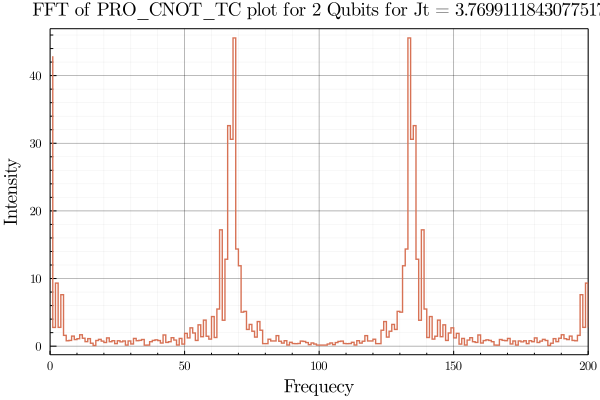 FFT of PRO_CNOT_TC plot for 2 Qubits for Jt = 3.7699111843077517
Intensity
40
30
20
10
0
0 50 100 150 200
Frequecy